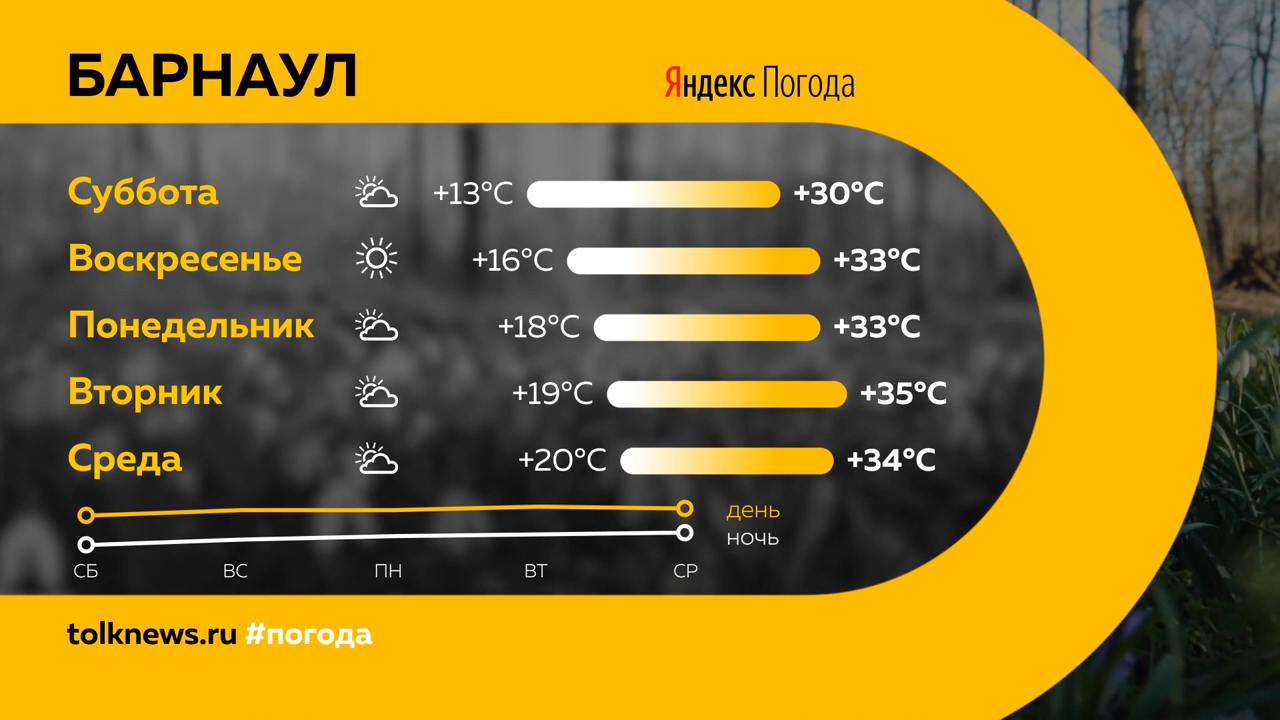 БАРНАУЛ
Яндекс Погода
Суббота +13°C +30°C
Воскресенье +16°C +33°C
Понедельник +18°C +33°C
Вторник +19°C +35°C
Среда +20°C +34°C
день
ночь
СБ ВС ПН ВТ СР
tolknews.ru #погода